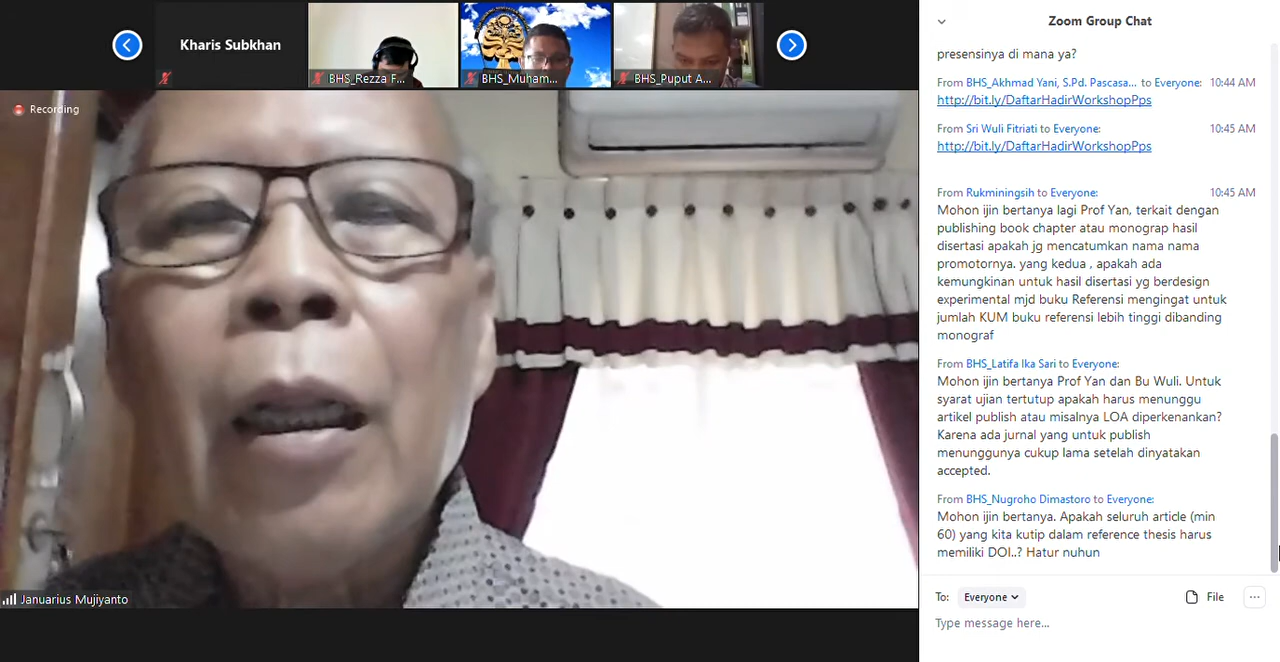 Kharis Subkhan
BHS_Rezza F...
BHS_Muham...
BHS_Puput A...
Recording
Januarius Mujiyanto
Zoom Group Chat
presensinya di mana ya?
From BHS_Akhmad Yani, S.Pd. Pascasa... to Everyone: 10:44 AM
http://bit.ly/DaftarHadirWorkshopPps
From Sri Wuli Fitriati to Everyone: 10:45 AM
http://bit.ly/DaftarHadirWorkshopPps
From Rukminingsih to Everyone: 10:45 AM
Mohon ijin bertanya lagi Prof Yan, terkait dengan
publishing book chapter atau monograp hasil
disertasi apakah jg mencatumkan nama nama
promotornya. yang kedua , apakah ada
kemungkinan untuk hasil disertasi yg berdesign
experimental mjd buku Referensi mengingat untuk
jumlah KUM buku referensi lebih tinggi dibanding
monograf
From BHS_Latifa Ika Sari to Everyone:
Mohon ijin bertanya Prof Yan dan Bu Wuli. Untuk
syarat ujian tertutup apakah harus menunggu
artikel publish atau misalnya LOA diperkenankan?
Karena ada jurnal yang untuk publish
menunggunya cukup lama setelah dinyatakan
accepted.
From BHS_Nugroho Dimastoro to Everyone:
Mohon ijin bertanya. Apakah seluruh article (min
60) yang kita kutip dalam reference thesis harus
memiliki DOI..? Hatur nuhun
To: Everyone
File
Type message here...